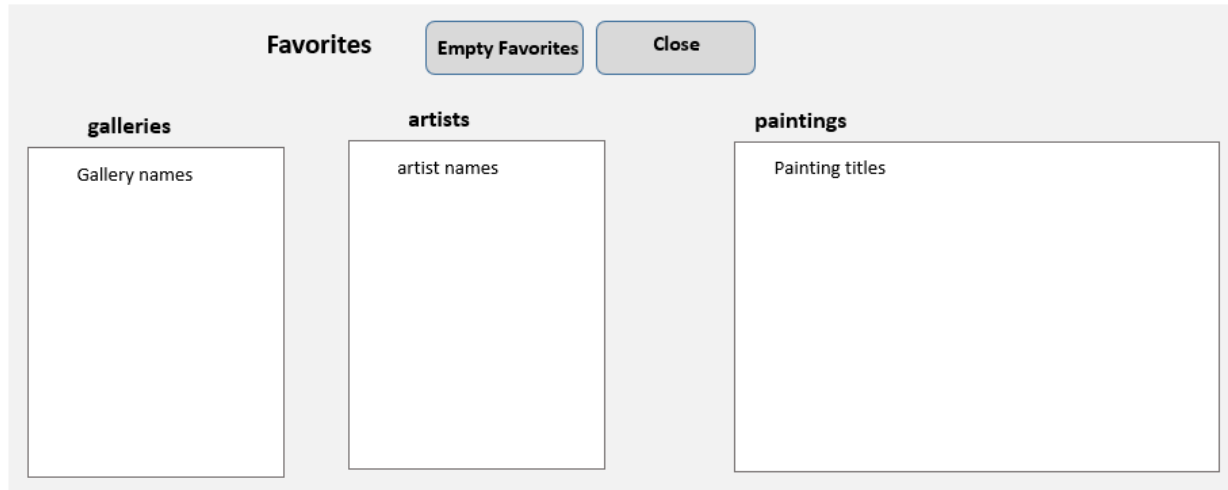 Favorites
Empty Favorites
Close
galleries
artists
paintings
Gallery names
artist names
Painting titles